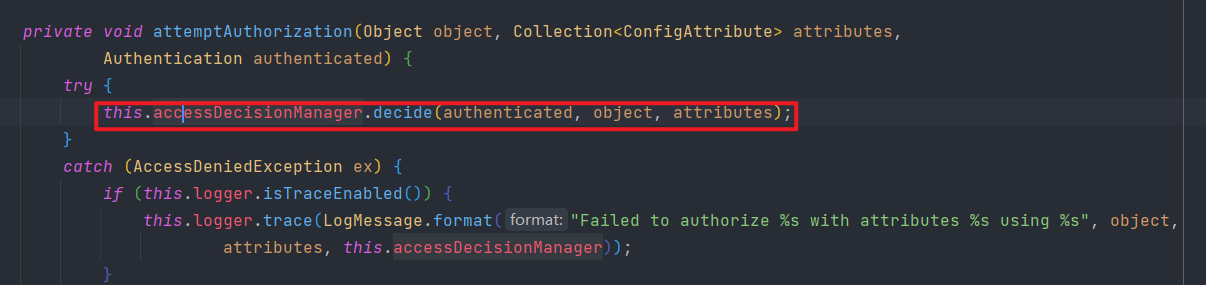 private void attemptAuthorization(Object object, Collection<ConfigAttribute> attributes,
        Authentication authenticated) {
    try {
        this.accessDecisionManager.decide(authenticated, object, attributes);
    }
    catch (AccessDeniedException ex) {
        if (this.logger.isTraceEnabled()) {
            this.logger.trace(LogMessage.format( format: "Failed to authorize %s with attributes %s using %s", object,
                    attributes, this.accessDecisionManager));
        }